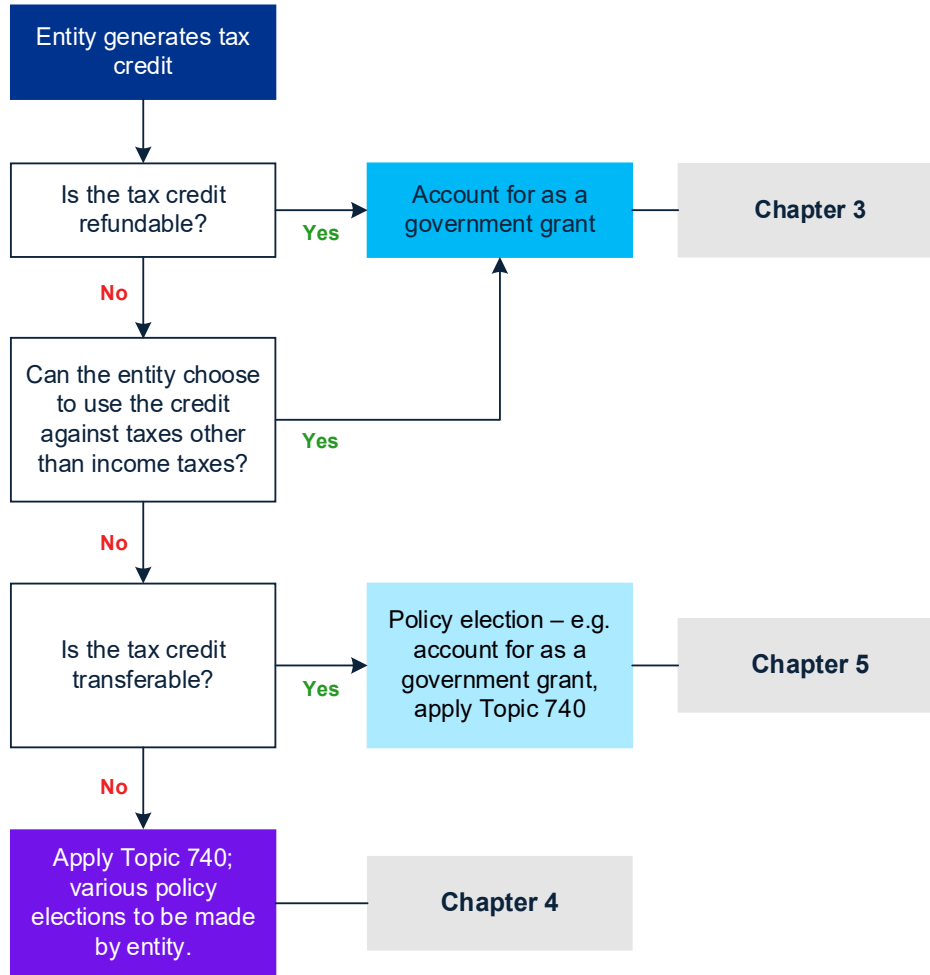 Entity generates tax
credit
Is the tax credit
refundable?
Yes
Account for as a
government grant
Chapter 3
No
Can the entity choose
to use the credit
against taxes other
than income taxes?
Yes
No
Is the tax credit
transferable?
Yes
Policy election – e.g.
account for as a
government grant,
apply Topic 740
Chapter 5
No
Apply Topic 740;
various policy
elections to be made
by entity.
Chapter 4